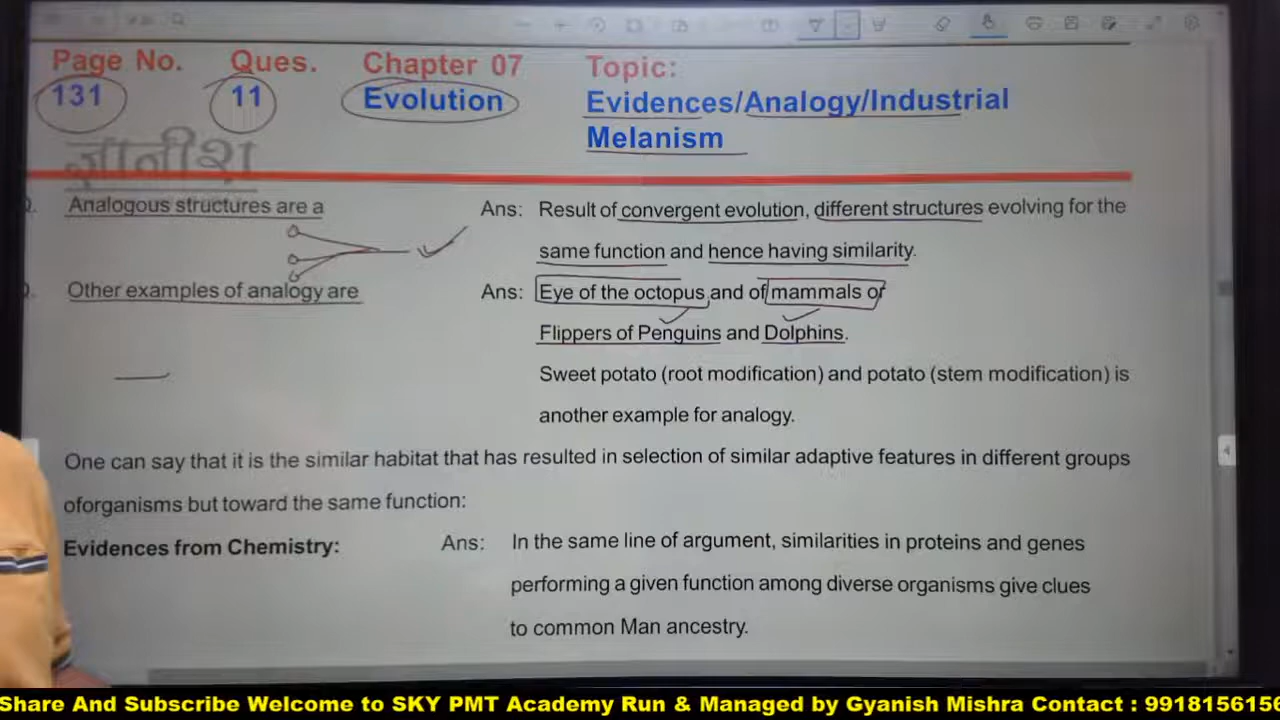 Page No. Ques. Chapter 07 Topic:
131 11 Evolution Evidences/Analogy/Industrial
Melanism
ज्ञानीश
Analogous structures are a Ans: Result of convergent evolution, different structures evolving for the
same function and hence having similarity.
Other examples of analogy are Ans: Eye of the octopus and of mammals or
Flippers of Penguins and Dolphins.
Sweet potato (root modification) and potato (stem modification) is
another example for analogy.
One can say that it is the similar habitat that has resulted in selection of similar adaptive features in different groups
oforganisms but toward the same function:
Evidences from Chemistry: Ans: In the same line of argument, similarities in proteins and genes
performing a given function among diverse organisms give clues
to common Man ancestry.
Share And Subscribe Welcome to SKY PMT Academy Run & Managed by Gyanish Mishra Contact : 9918156156